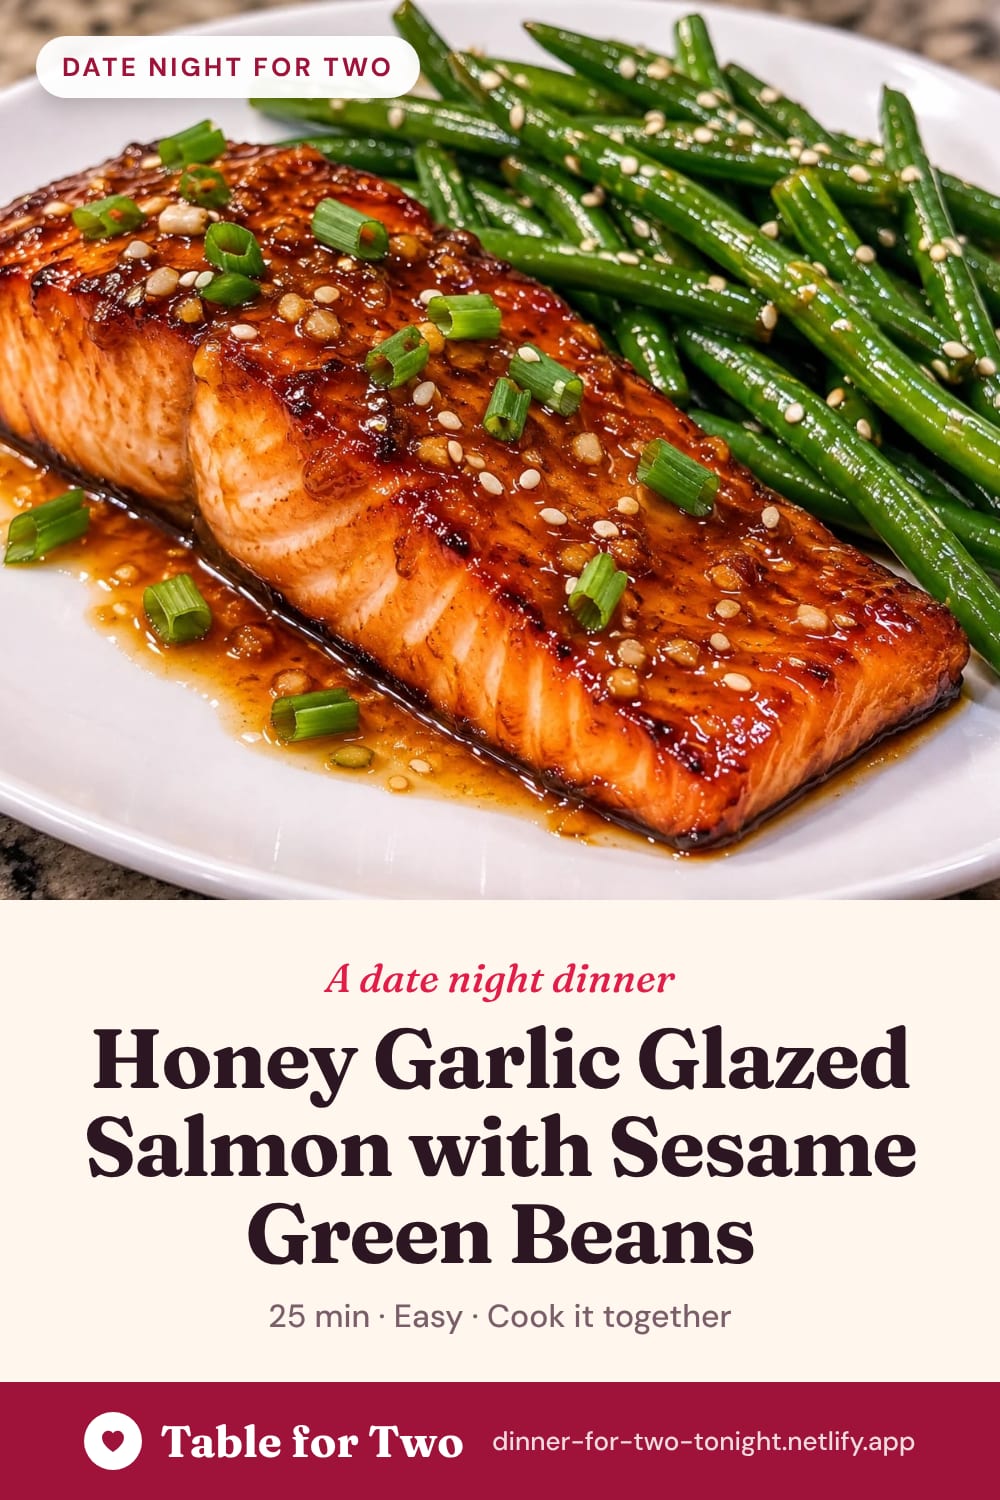 DATE NIGHT FOR TWO
A date night dinner
Honey Garlic Glazed
Salmon with Sesame
Green Beans
25 min · Easy · Cook it together
Table for Two
dinner-for-two-tonight.netlify.app